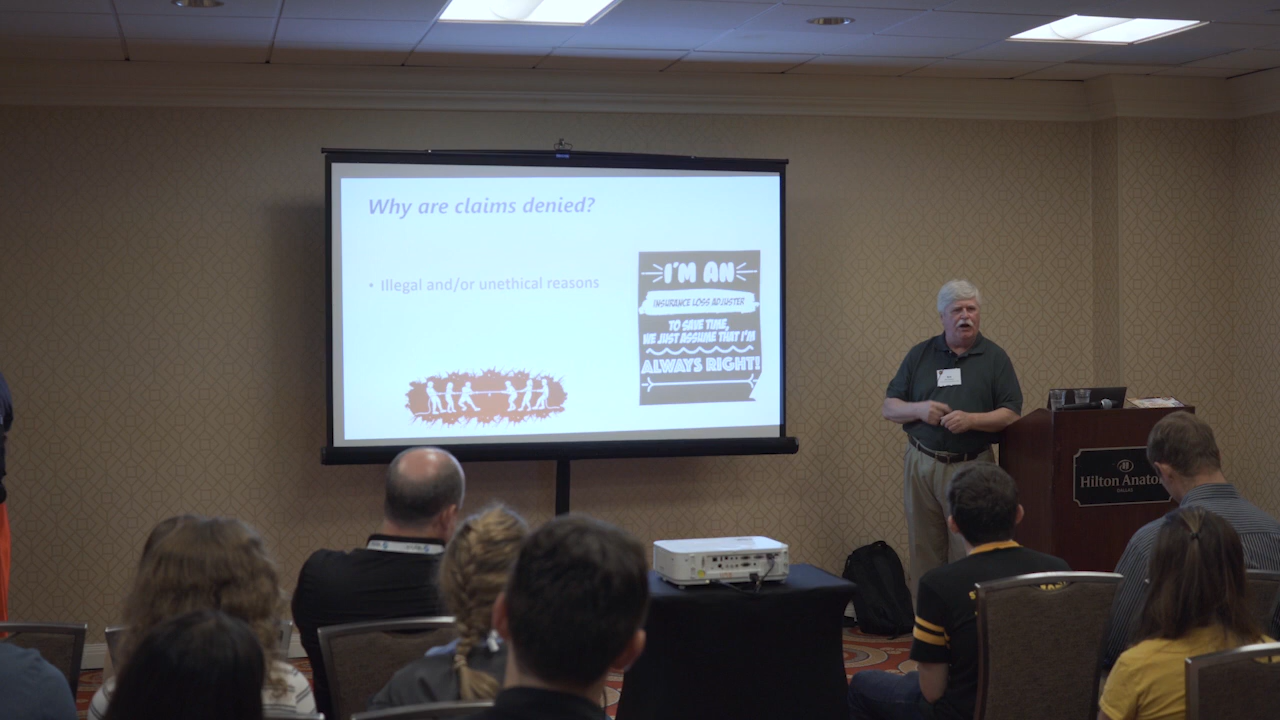 Why are claims denied?
• Illegal and/or unethical reasons
I'M AN
INSURANCE LOSS ADJUSTER
TO SAVE TIME,
WE JUST ASSUME THAT I'M
ALWAYS RIGHT!
Hilton Anato
DALLAS